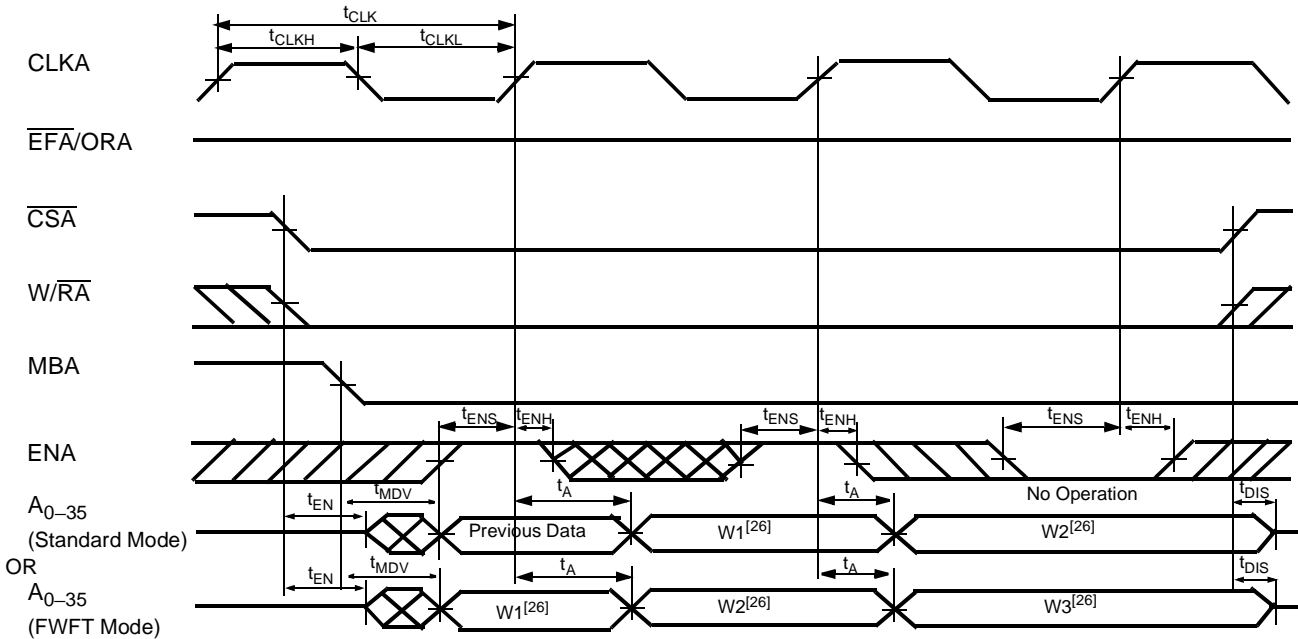 tCLK
tCLKH tCLKL
CLKA
EFA/ORA
CSA
W/RA
MBA
tENS tENH tENS tENH tENS tENH
ENA
No Operation
tEN tMDV tA tA tDIS
A0–35
(Standard Mode)
Previous Data W1[26] W2[26]
OR
tEN tMDV tA tA tDIS
A0–35
(FWFT Mode)
W1[26] W2[26] W3[26]